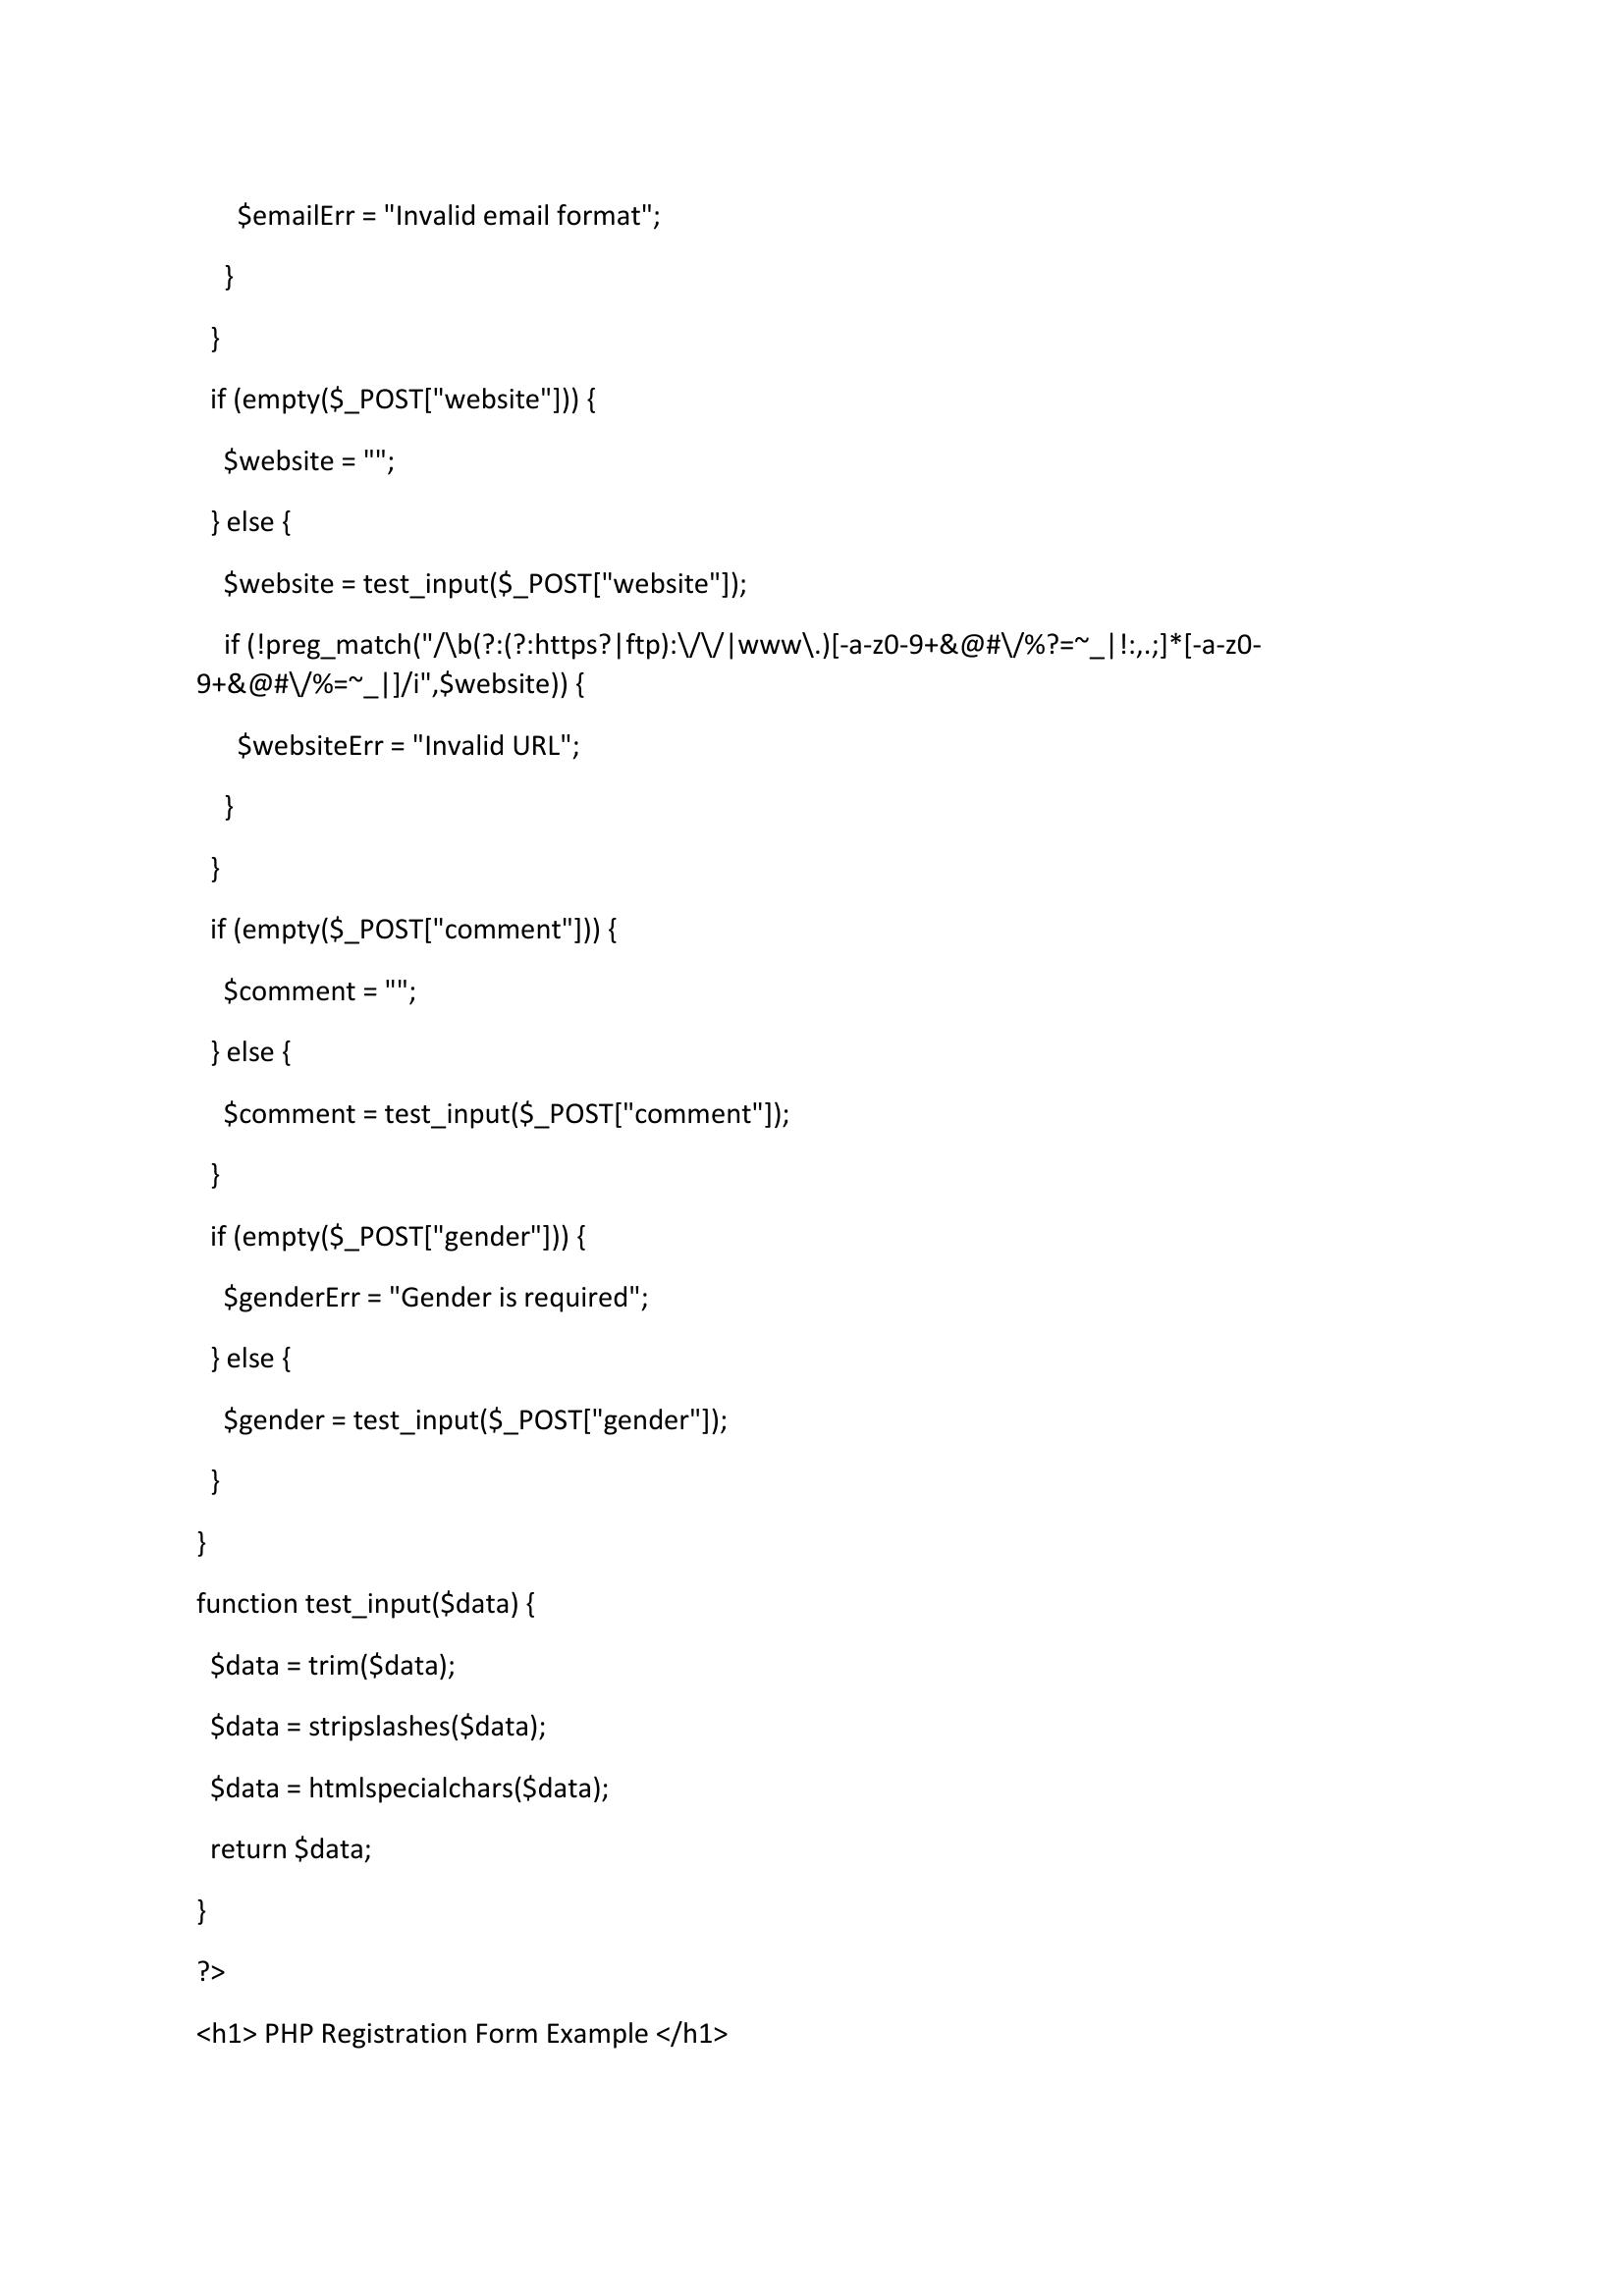 $emailErr = "Invalid email format";
}
}
if (empty($_POST["website"])) {
$website = "";
} else {
$website = test_input($_POST["website"]);
if (!preg_match("/\b(?:(?:https?|ftp):\/\/|www\.)[-a-z0-9+&@#\/%?=~_|!:,.;]*[-a-z0-
9+&@#\/%=~_|]/i",$website)) {
$websiteErr = "Invalid URL";
}
}
if (empty($_POST["comment"])) {
$comment = "";
} else {
$comment = test_input($_POST["comment"]);
}
if (empty($_POST["gender"])) {
$genderErr = "Gender is required";
} else {
$gender = test_input($_POST["gender"]);
}
}
function test_input($data) {
$data = trim($data);
$data = stripslashes($data);
$data = htmlspecialchars($data);
return $data;
}
?>
<h1> PHP Registration Form Example </h1>